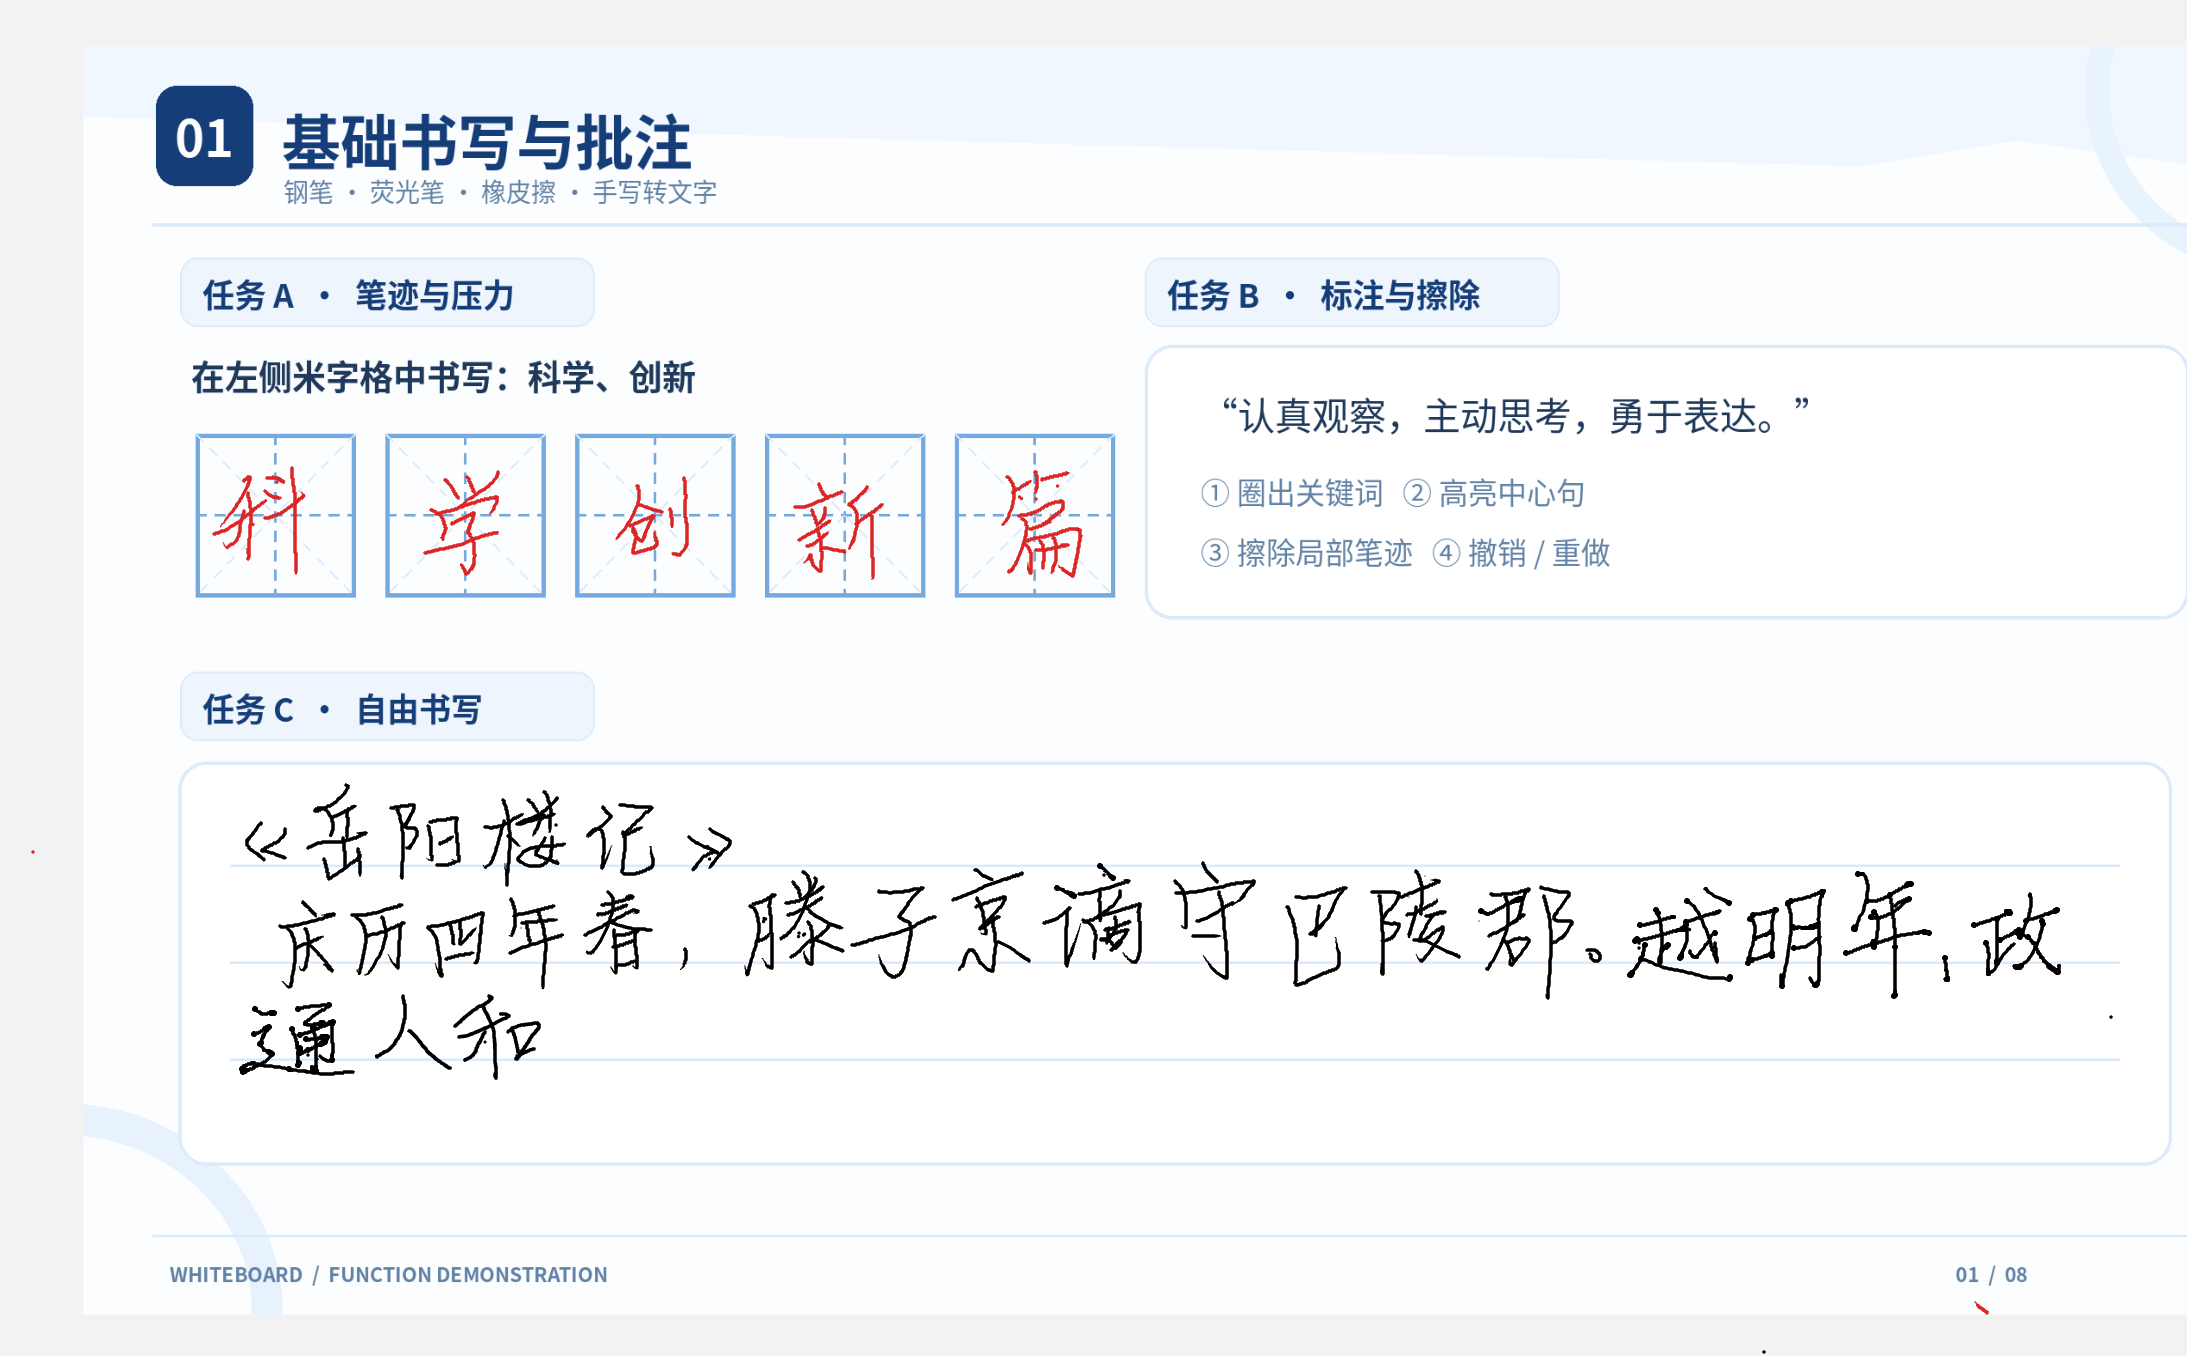 01
基础书写与批注
钢笔 · 荧光笔 · 橡皮擦 · 手写转文字
任务 A · 笔迹与压力
在左侧米字格中书写：科学、创新
科 学 创 新 篇
任务 B · 标注与擦除
“认真观察，主动思考，勇于表达。”
① 圈出关键词 ② 高亮中心句
③ 擦除局部笔迹 ④ 撤销 / 重做
任务 C · 自由书写
《岳阳楼记》
庆历四年春，滕子京谪守巴陵郡。越明年，政
通人和
WHITEBOARD / FUNCTION DEMONSTRATION
01 / 08